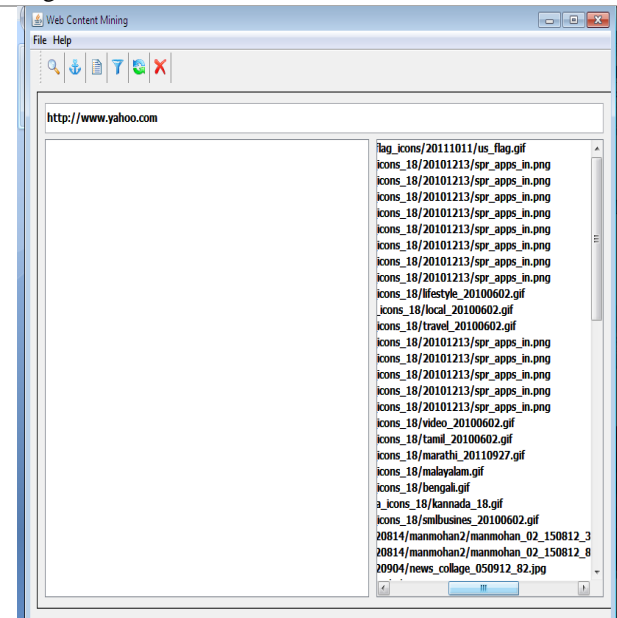 Web Content Mining
File Help
http://www.yahoo.com
flag_icons/20111011/us_flag.gif
icons_18/20101213/spr_apps_in.png
icons_18/20101213/spr_apps_in.png
icons_18/20101213/spr_apps_in.png
icons_18/20101213/spr_apps_in.png
icons_18/20101213/spr_apps_in.png
icons_18/20101213/spr_apps_in.png
icons_18/20101213/spr_apps_in.png
icons_18/20101213/spr_apps_in.png
icons_18/lifestyle_20100602.gif
_icons_18/local_20100602.gif
icons_18/travel_20100602.gif
icons_18/20101213/spr_apps_in.png
icons_18/20101213/spr_apps_in.png
icons_18/20101213/spr_apps_in.png
icons_18/20101213/spr_apps_in.png
icons_18/20101213/spr_apps_in.png
icons_18/video_20100602.gif
icons_18/tamil_20100602.gif
icons_18/marathi_20110927.gif
icons_18/malayalam.gif
icons_18/bengali.gif
a_icons_18/kannada_18.gif
icons_18/smlbusines_20100602.gif
20814/manmohan2/manmohan_02_150812_3
20814/manmohan2/manmohan_02_150812_8
20904/news_collage_050912_82.jpg